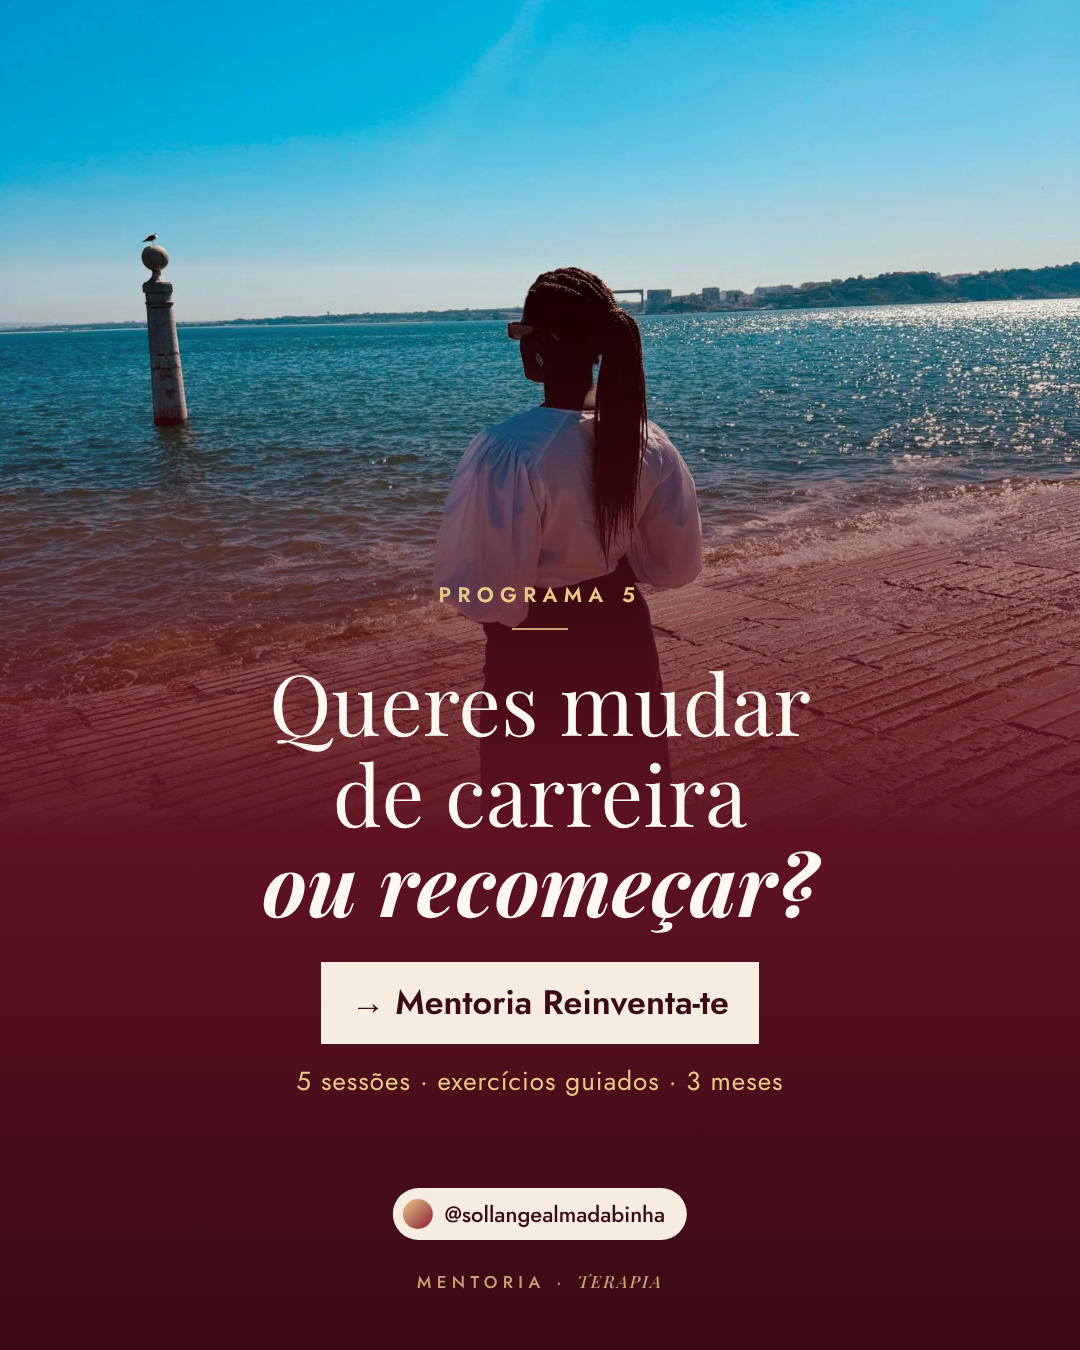 PROGRAMA 5
Queres mudar
de carreira
ou recomeçar?
→ Mentoria Reinventa-te
5 sessões · exercícios guiados · 3 meses
@sollangealmadabinha
MENTORIA · TERAPIA